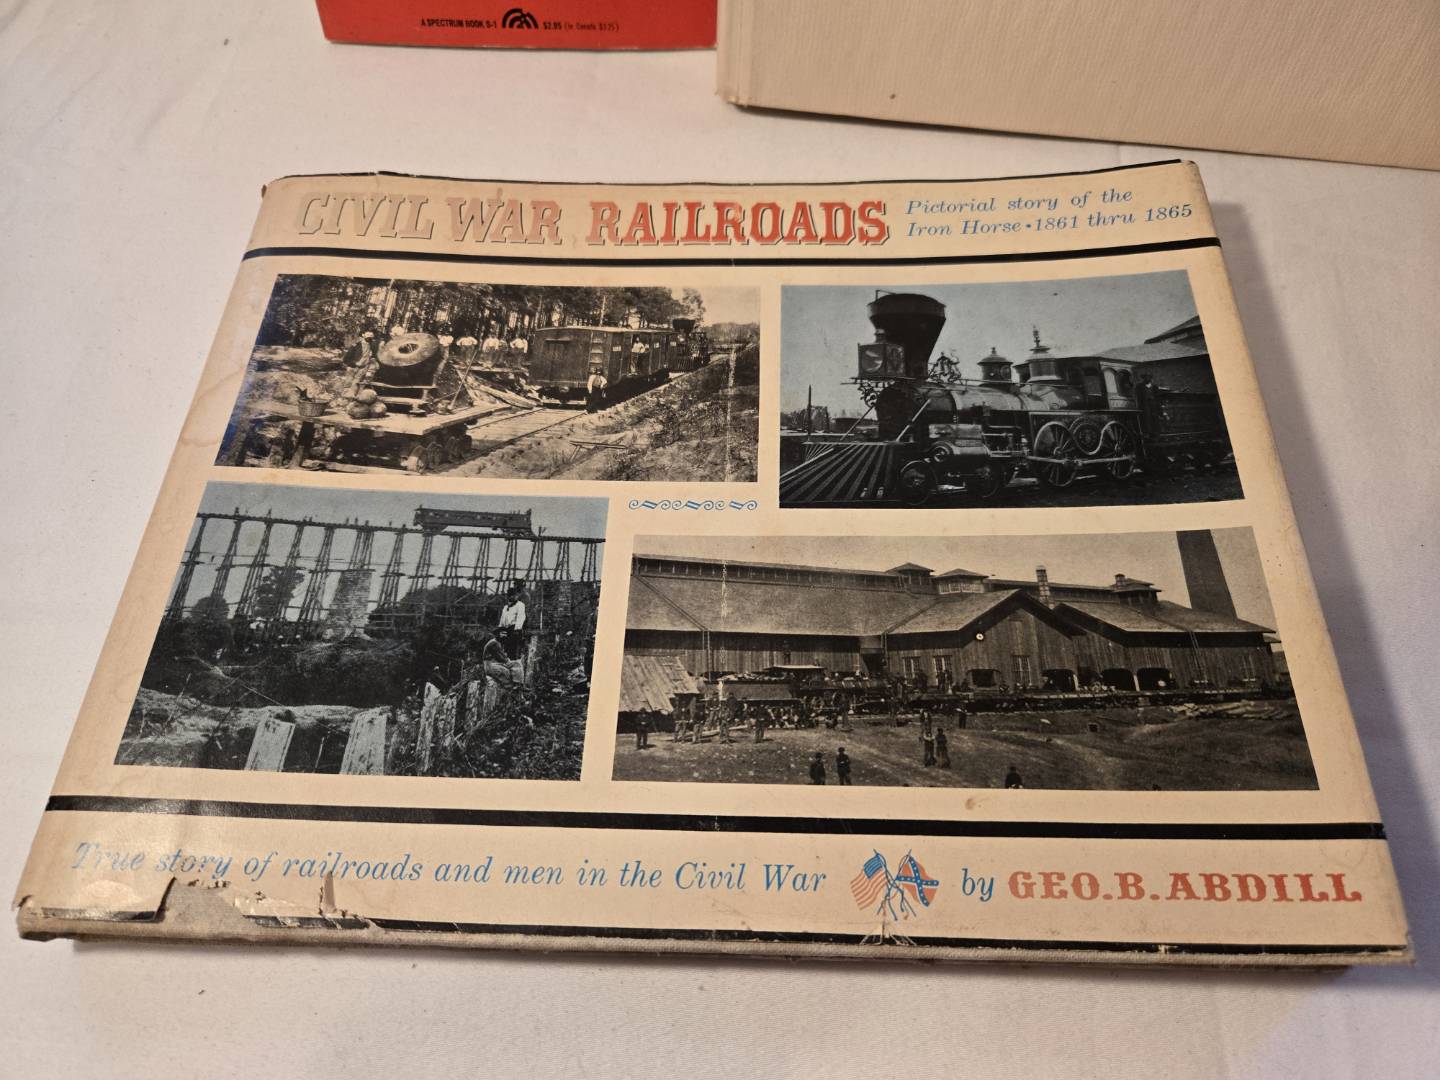 A SPECTRUM BOOK S-1 $2.95 (In Canada $3.25)
CIVIL WAR RAILROADS
Pictorial story of the
Iron Horse • 1861 thru 1865
True story of railroads and men in the Civil War by GEO. B. ABDILL